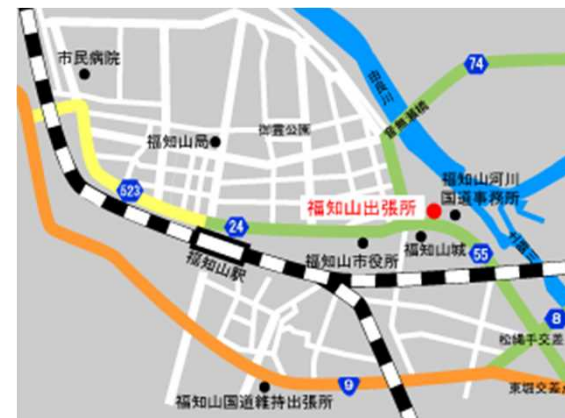 市民病院
74
由良川
音無瀬橋
御霊公園
福知山局
福知山河川
国道事務所
福知山出張所
523
24
福知山城
福知山市役所
55
福知山駅
8
松縄手交差
9
東堀交差点
福知山国道維持出張所